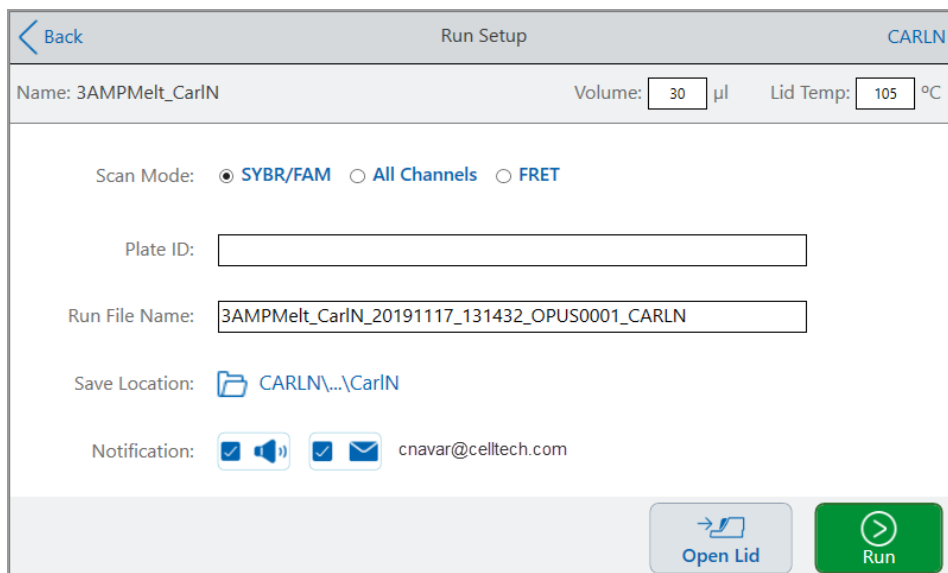 Back Run Setup CARLN
Name: 3AMPMelt_CarlN Volume: 30 µl Lid Temp: 105 ºC
Scan Mode: SYBR/FAM All Channels FRET
Plate ID:
Run File Name: 3AMPMelt_CarlN_20191117_131432_OPUS0001_CARLN
Save Location: CARLN\...\CarlN
Notification: cnavar@celltech.com
Open Lid Run